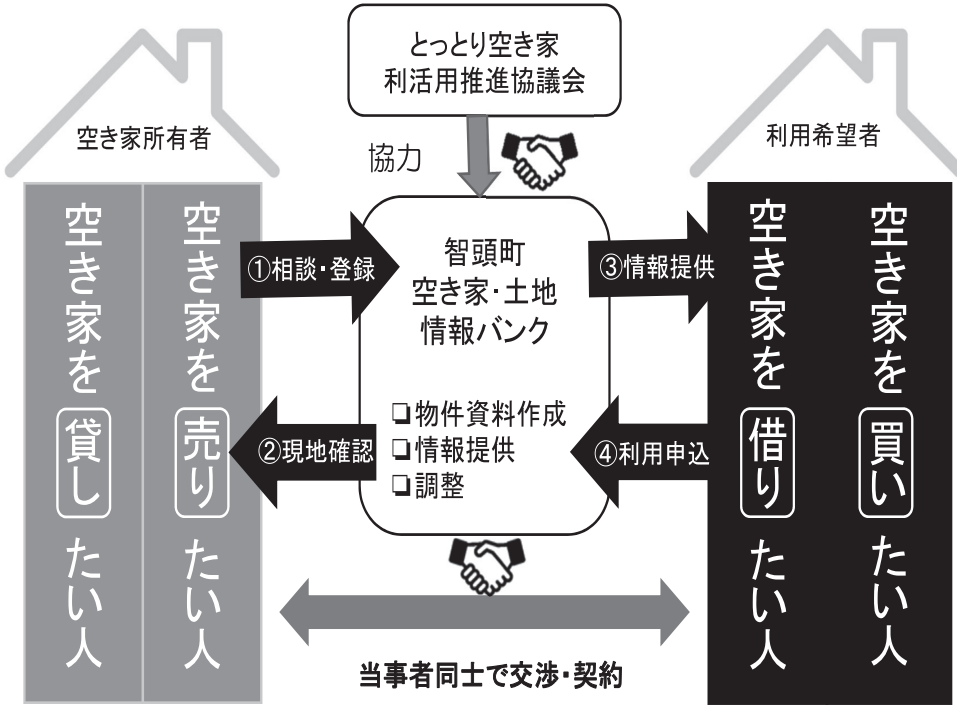 とっとり空き家
利活用推進協議会
協力
空き家所有者
空き家を貸したい人
空き家を売りたい人
①相談・登録
②現地確認
智頭町
空き家・土地
情報バンク
❏物件資料作成
❏情報提供
❏調整
③情報提供
④利用申込
利用希望者
空き家を借りたい人
空き家を買いたい人
当事者同士で交渉・契約